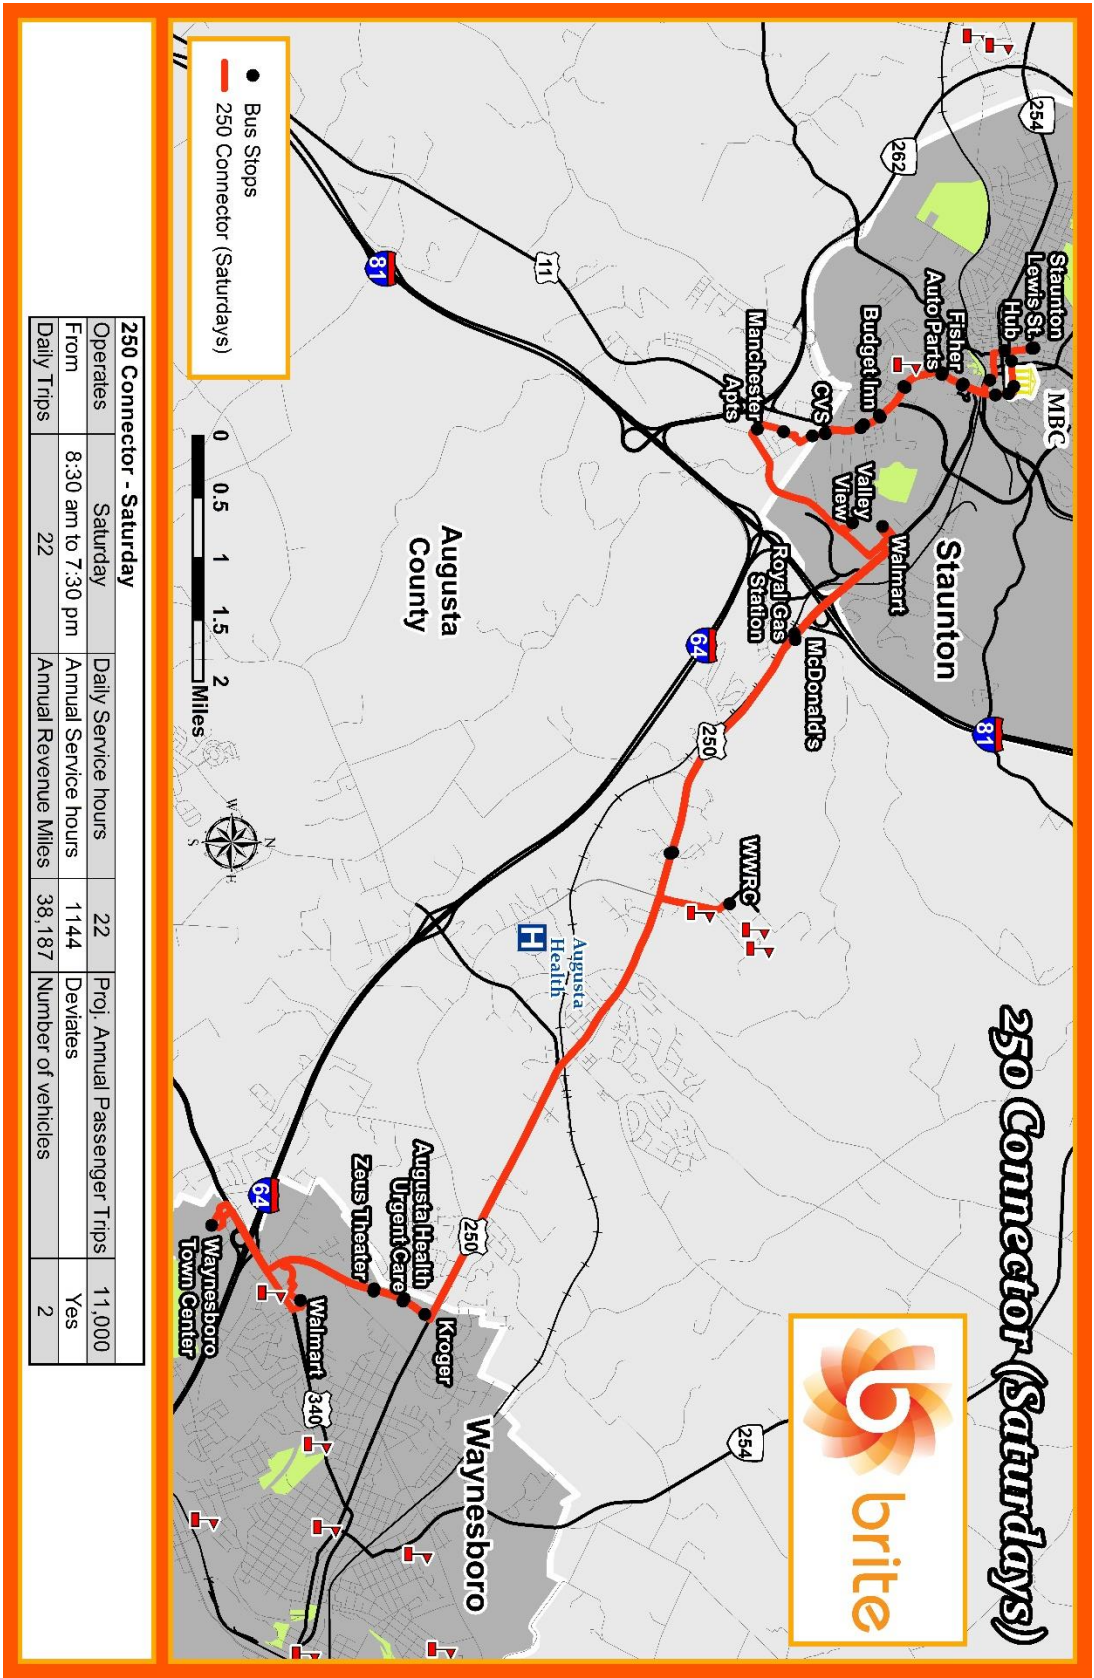 250 Connector (Saturdays)
b
brite
254
262
Staunton
Lewis St.
Hub
MBC
Fisher
Auto Parts
Budget Inn
CVS
Manchester
Apts
Valley
View
Walmart
Staunton
81
11
81
Royal Gas
Station
McDonald's
64
250
WWRC
Augusta
County
Augusta
Health
H
254
250
Kroger
Augusta Health
Urgent Care
Zeus Theater
Walmart
340
Waynesboro
64
Waynesboro
Town Center
Bus Stops
250 Connector (Saturdays)
0 0.5 1 1.5 2
Miles
N
W
E
S
250 Connector - Saturday
Operates Saturday Daily Service hours 22 Proj. Annual Passenger Trips 11,000
From 8:30 am to 7:30 pm Annual Service hours 1144 Deviates Yes
Daily Trips 22 Annual Revenue Miles 38,187 Number of vehicles 2